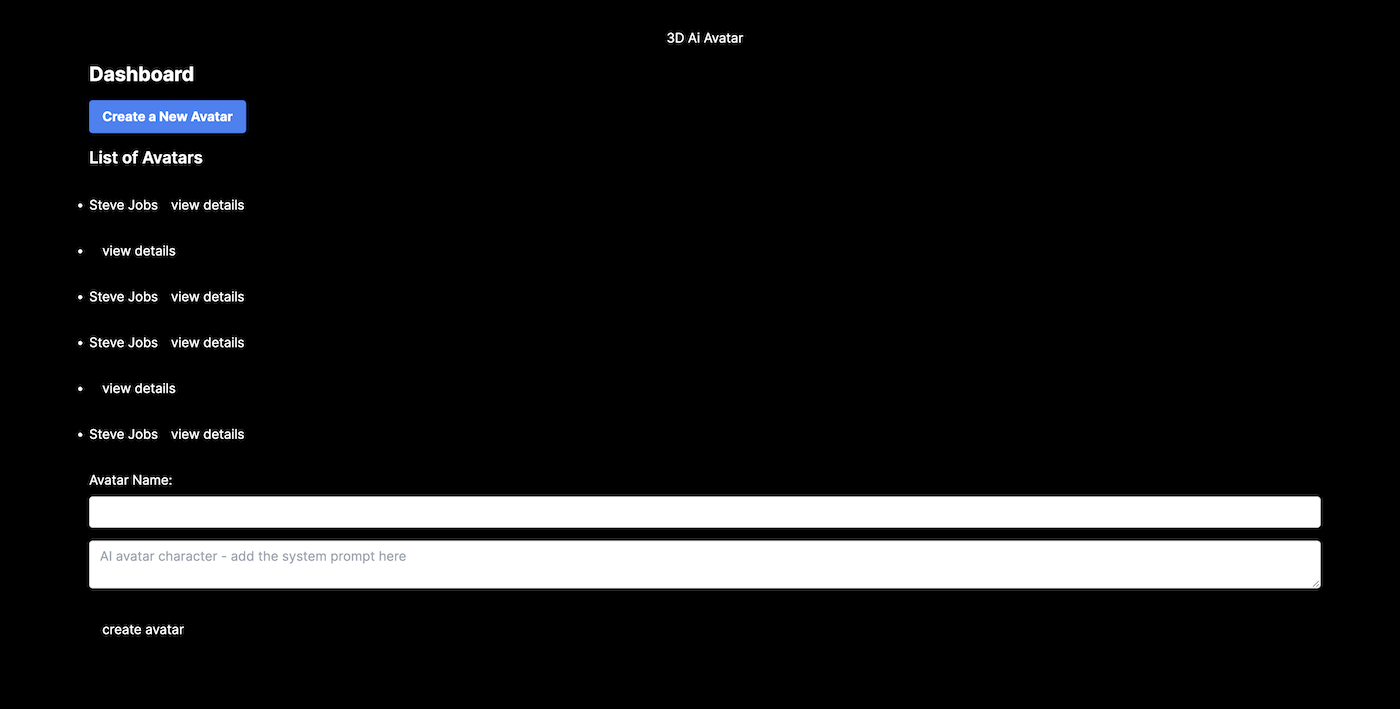 3D Ai Avatar
Dashboard
Create a New Avatar
List of Avatars
• Steve Jobs view details
• view details
• Steve Jobs view details
• Steve Jobs view details
• view details
• Steve Jobs view details
Avatar Name:
AI avatar character - add the system prompt here
create avatar